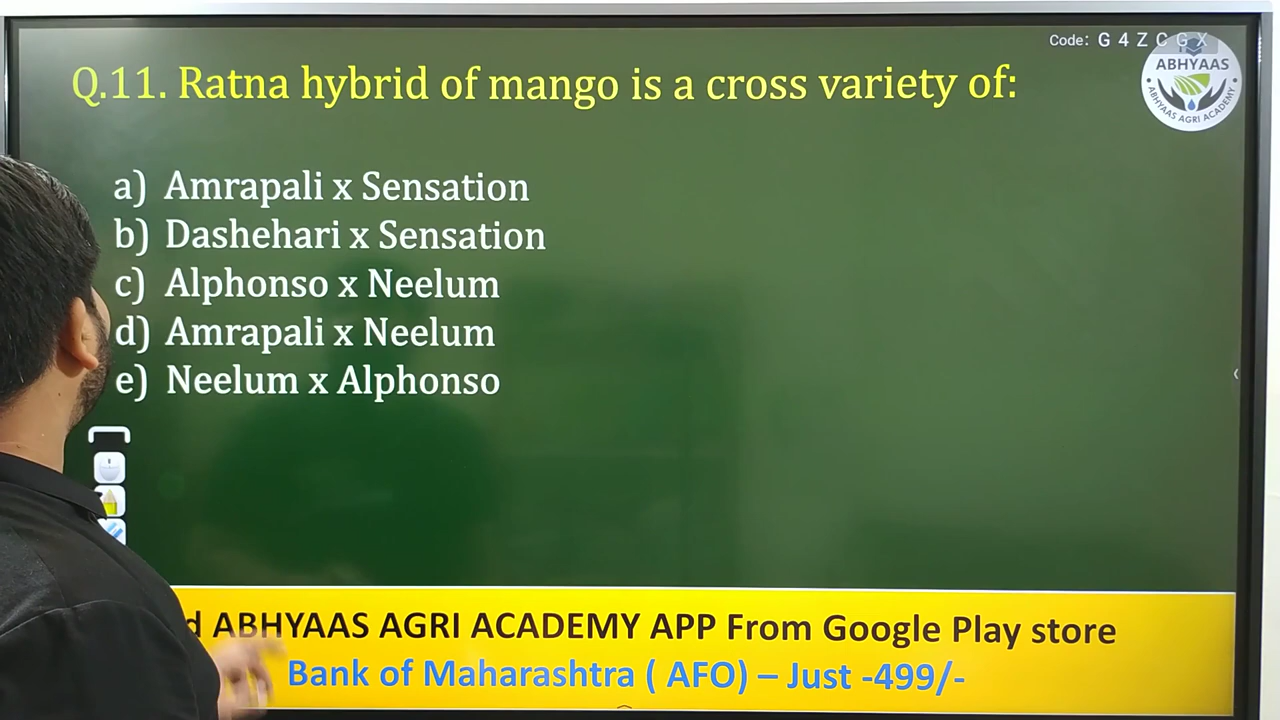 Code: G 4 Z C G X
Q.11. Ratna hybrid of mango is a cross variety of:
ABHYAAS
ABHYAAS AGRI ACADEMY
a) Amrapali x Sensation
b) Dashehari x Sensation
c) Alphonso x Neelum
d) Amrapali x Neelum
e) Neelum x Alphonso
ABHYAAS AGRI ACADEMY APP From Google Play store
Bank of Maharashtra ( AFO) – Just -499/-